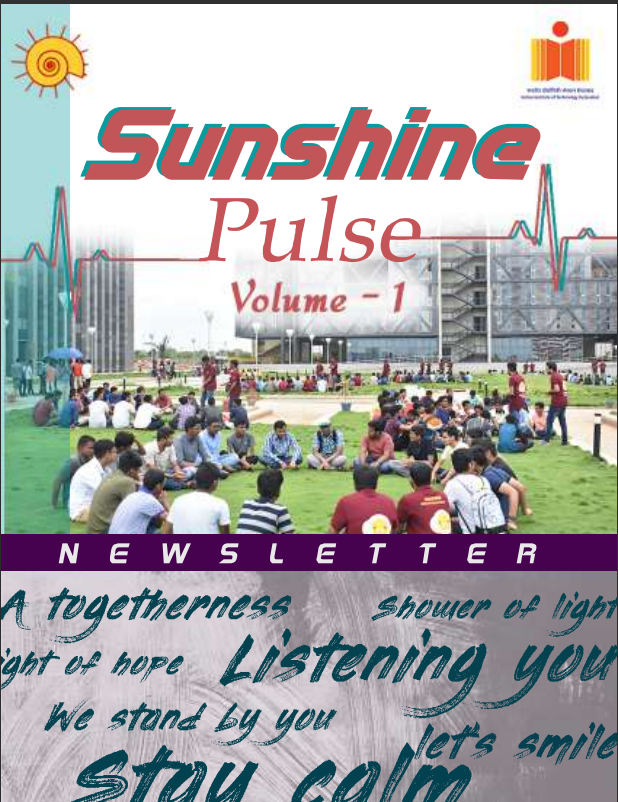 Sunshine
Pulse
Volume - 1
NEWSLETTER
A togetherness
Shower of light
ight of hope
Listening you
We stand by you
let's smile
Stay calm